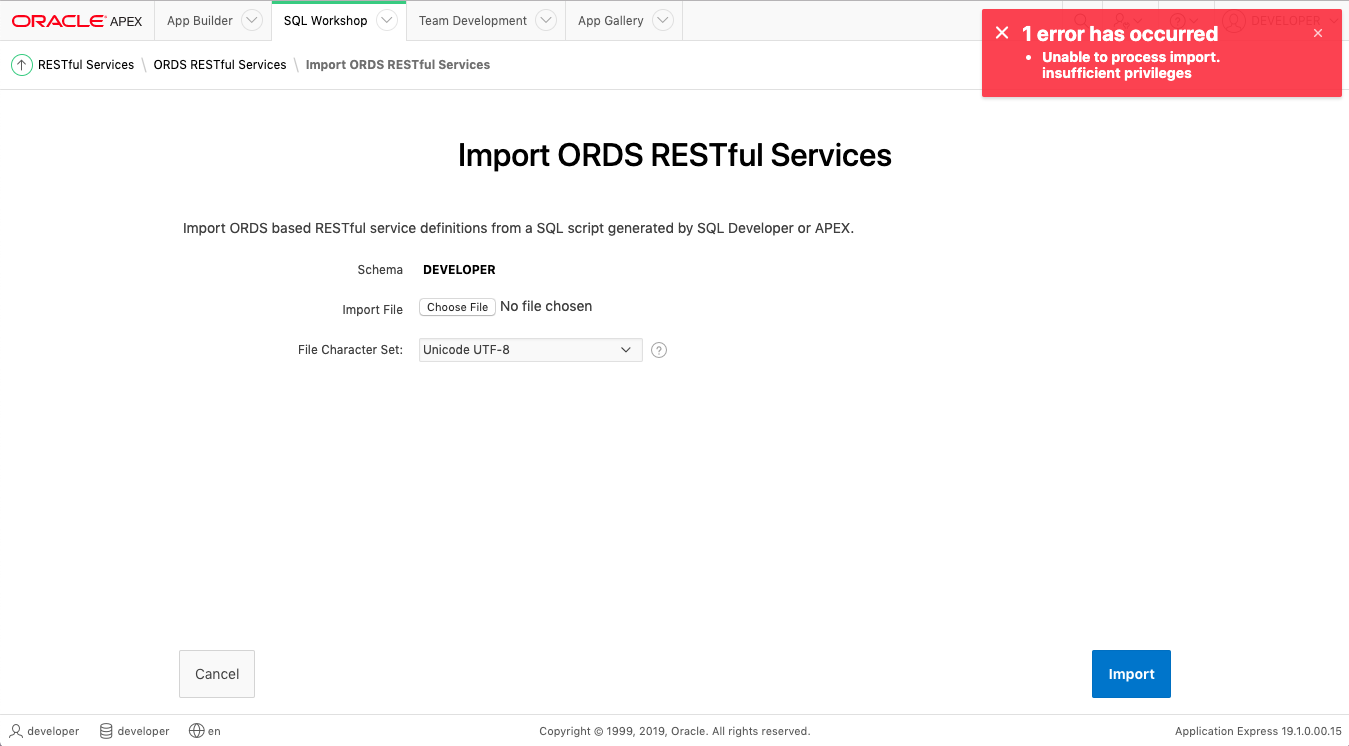 ORACLE APEX
App Builder
SQL Workshop
Team Development
App Gallery
DEVELOPER
1 error has occurred
Unable to process import.
insufficient privileges
RESTful Services \ ORDS RESTful Services \ Import ORDS RESTful Services
Import ORDS RESTful Services
Import ORDS based RESTful service definitions from a SQL script generated by SQL Developer or APEX.
Schema DEVELOPER
Import File Choose File No file chosen
File Character Set: Unicode UTF-8 ?
Cancel
Import
developer developer en
Copyright © 1999, 2019, Oracle. All rights reserved.
Application Express 19.1.0.00.15